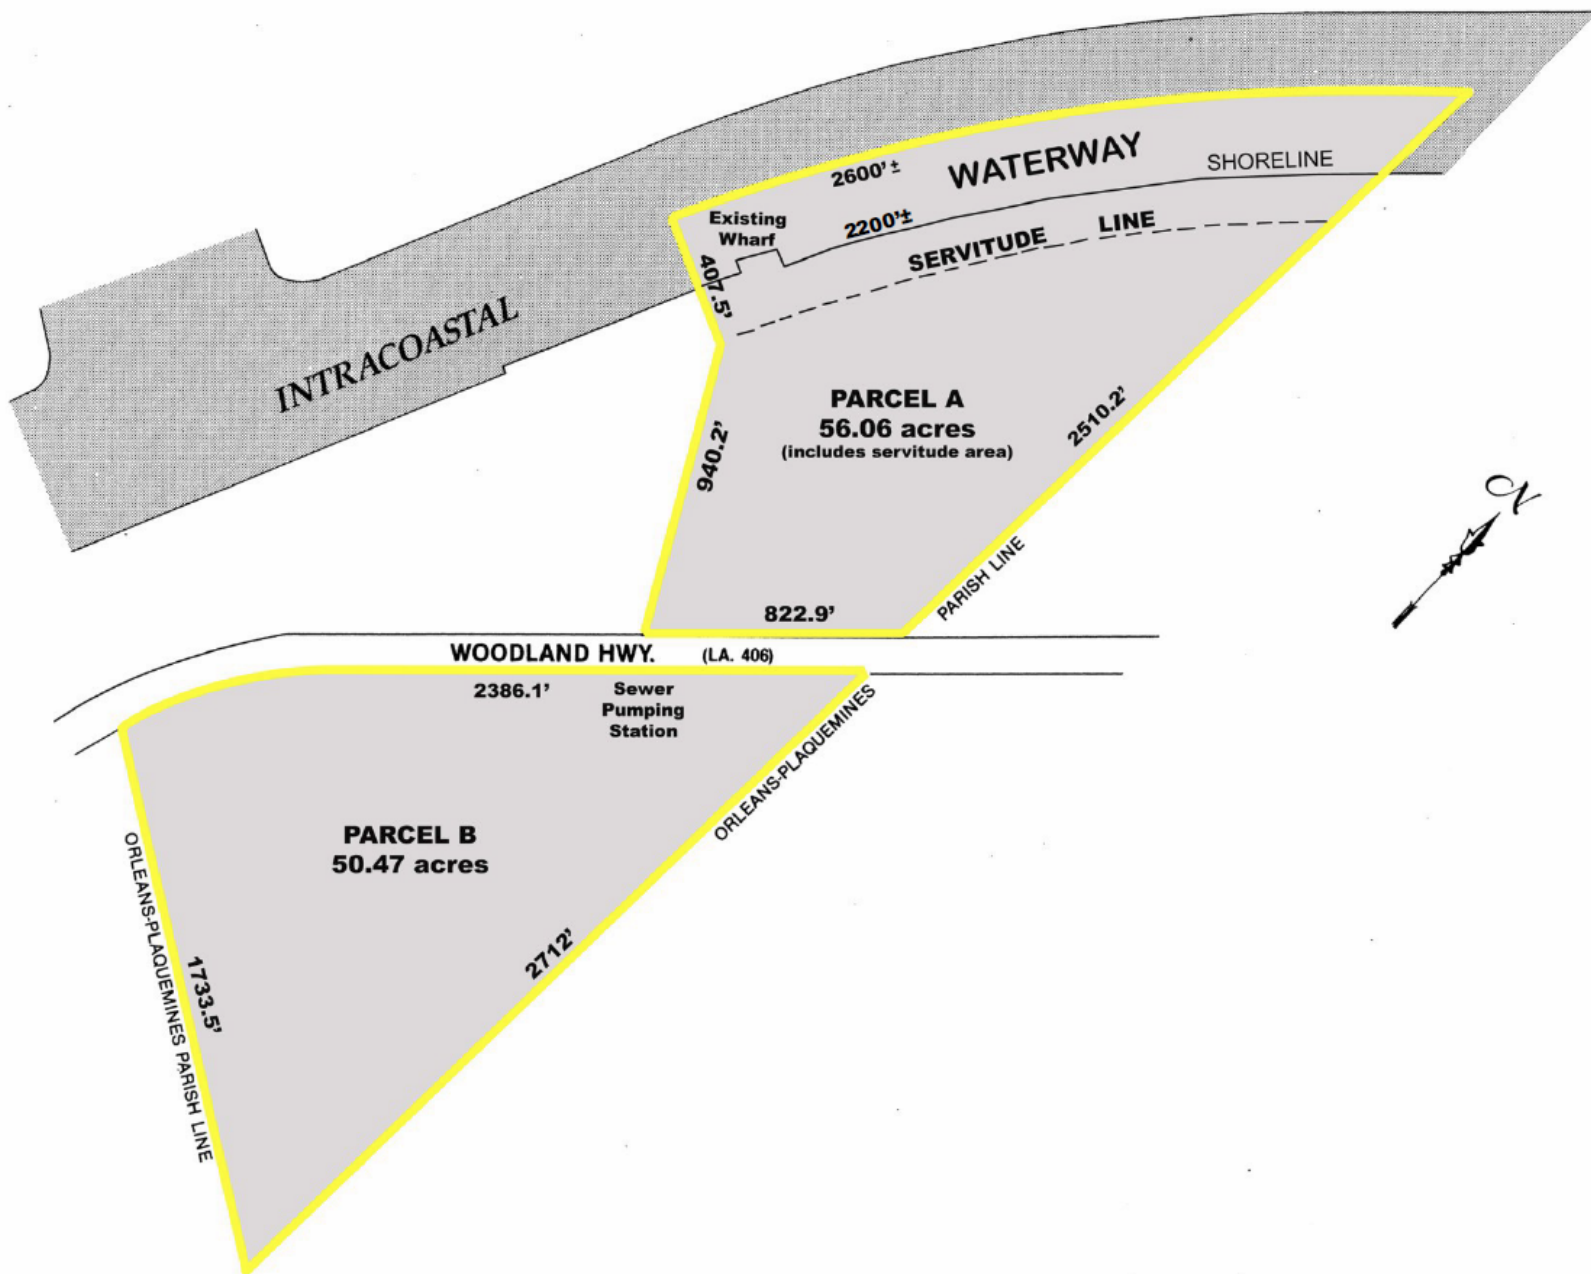 WATERWAY
SHORELINE
2600' ±
Existing
Wharf
2200'±
SERVITUDE LINE
407.5'
INTRACOASTAL
PARCEL A
56.06 acres
(includes servitude area)
2510.2'
940.2'
N
PARISH LINE
822.9'
WOODLAND HWY. (LA. 406)
2386.1'
Sewer
Pumping
Station
ORLEANS-PLAQUEMINES
PARCEL B
50.47 acres
ORLEANS-PLAQUEMINES PARISH LINE
1733.5'
2712'